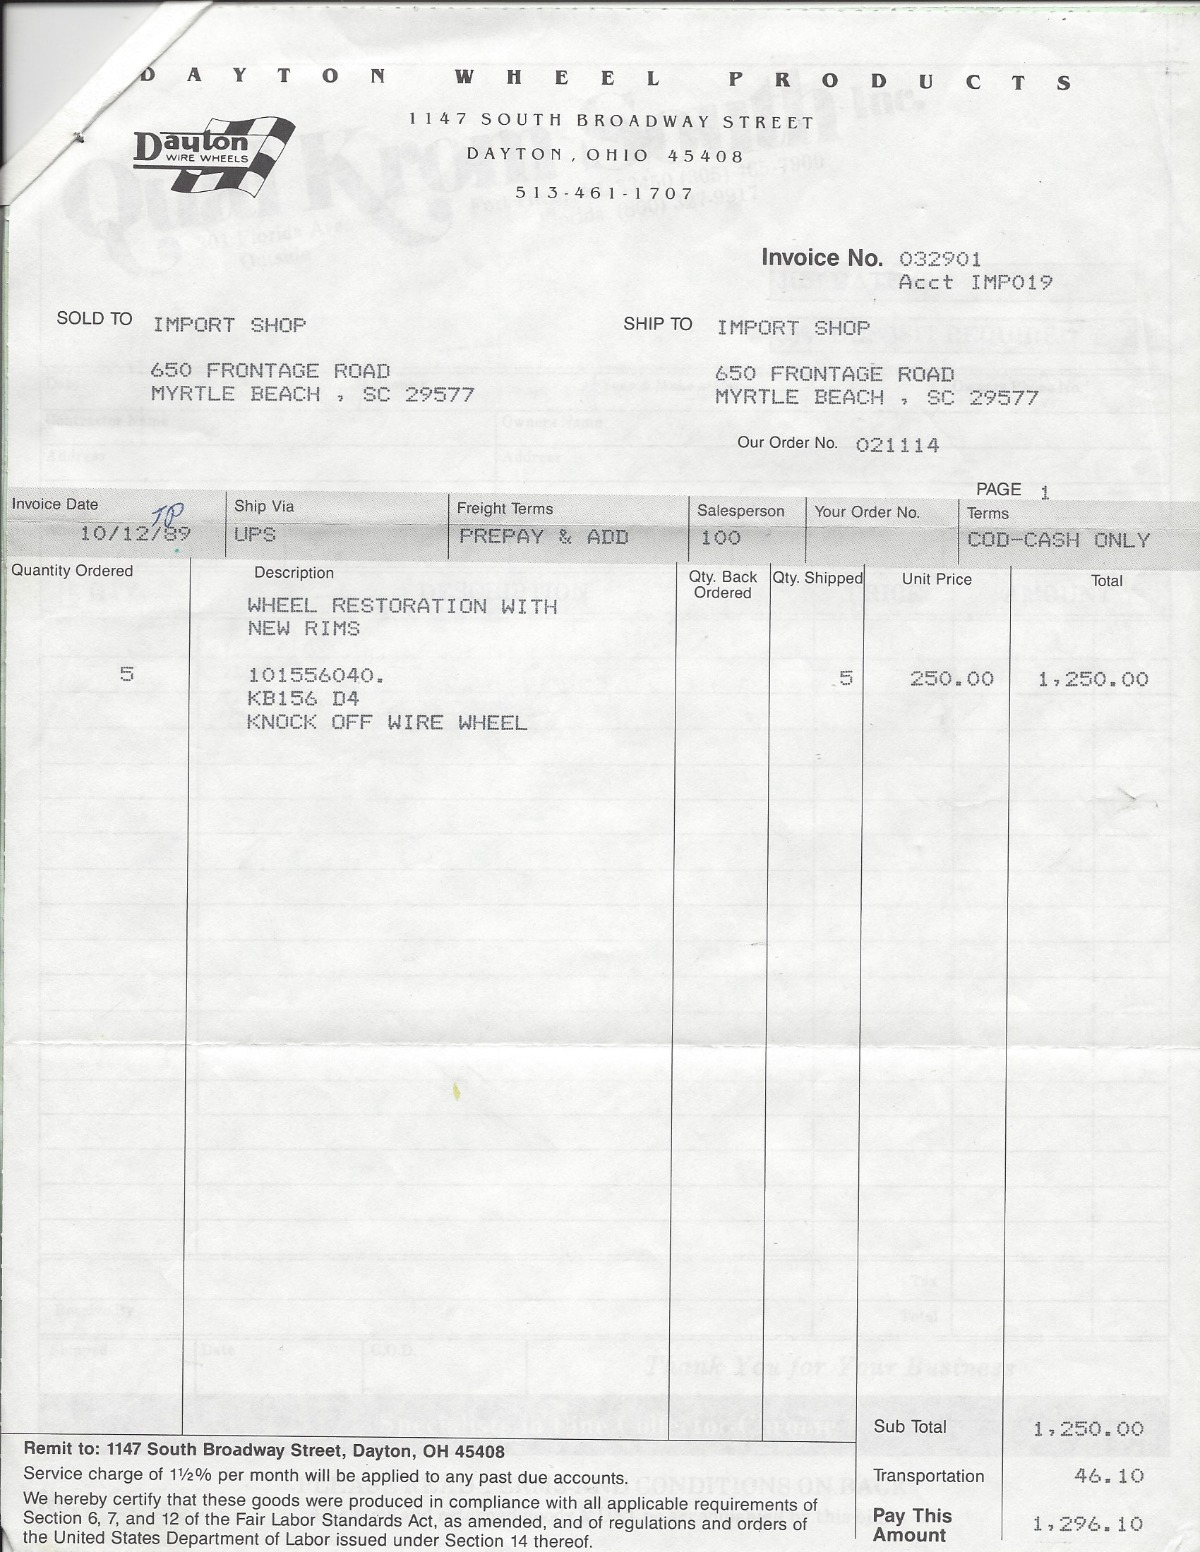 DAYTON WHEEL PRODUCTS
Dayton
WIRE WHEELS
1147 SOUTH BROADWAY STREET
DAYTON, OHIO 45408
513-461-1707
Invoice No. 032901
Acct IMP019
SOLD TO IMPORT SHOP
650 FRONTAGE ROAD
MYRTLE BEACH , SC 29577
SHIP TO IMPORT SHOP
650 FRONTAGE ROAD
MYRTLE BEACH , SC 29577
Our Order No. 021114
PAGE 1
Invoice Date Ship Via Freight Terms Salesperson Your Order No. Terms
10/12/89 UPS PREPAY & ADD 100 COD-CASH ONLY
Quantity Ordered Description Qty. Back Ordered Qty. Shipped Unit Price Total
WHEEL RESTORATION WITH
NEW RIMS
5 101556040. 5 250.00 1,250.00
KB156 D4
KNOCK OFF WIRE WHEEL
Sub Total 1,250.00
Transportation 46.10
Pay This Amount 1,296.10
Remit to: 1147 South Broadway Street, Dayton, OH 45408
Service charge of 1½% per month will be applied to any past due accounts.
We hereby certify that these goods were produced in compliance with all applicable requirements of
Section 6, 7, and 12 of the Fair Labor Standards Act, as amended, and of regulations and orders of
the United States Department of Labor issued under Section 14 thereof.